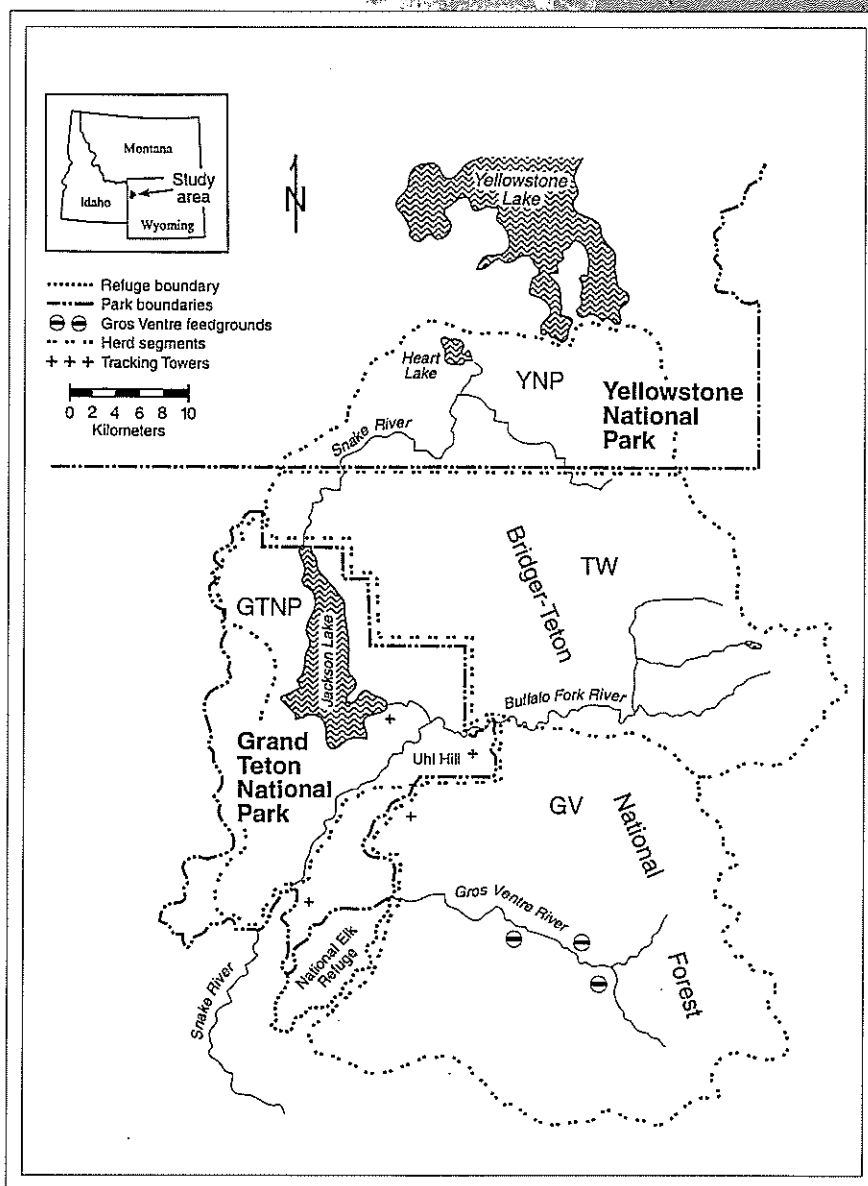 Montana
Study
area
Idaho
Wyoming
N
Yellowstone
Lake
Refuge boundary
Park boundaries
Gros Ventre feedgrounds
Herd segments
+ + + Tracking Towers
0 2 4 6 8 10
Kilometers
Heart
Lake
YNP
Yellowstone
National
Park
Snake River
TW
Bridger-Teton
GTNP
Jackson Lake
Buffalo Fork River
+
Uhl Hill
+
Grand
Teton
National
Park
+
GV
National
Gros Ventre River
+
National Elk
Refuge
Forest
Snake River